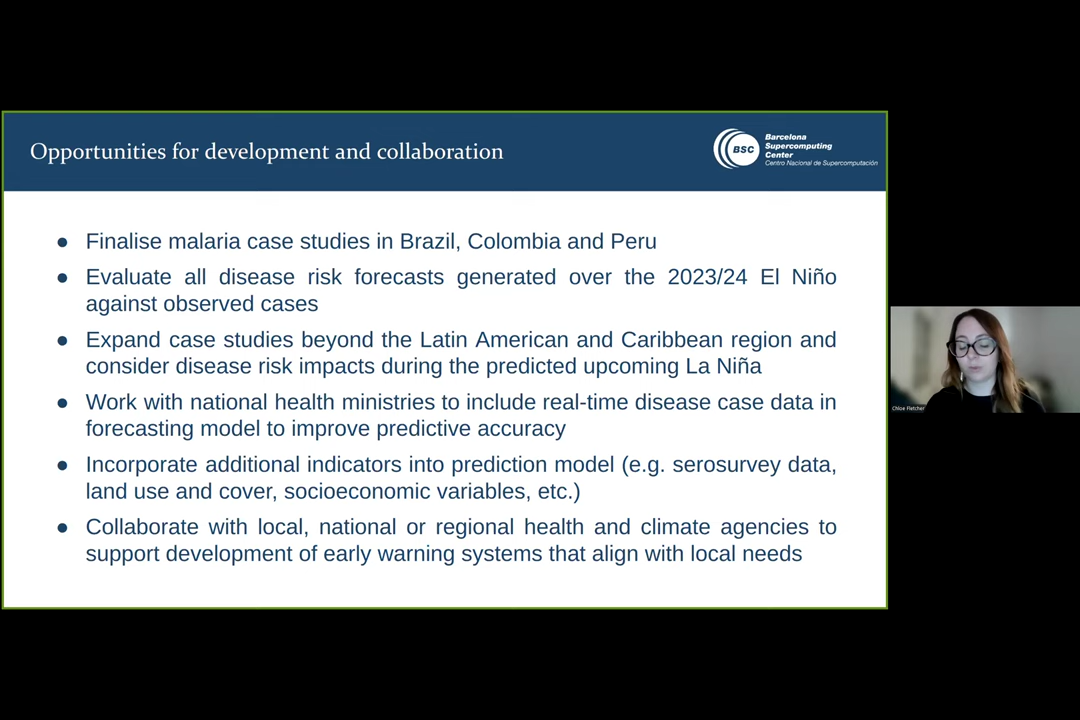 Opportunities for development and collaboration
BSC
Barcelona
Supercomputing
Center
Centro Nacional de Supercomputación
● Finalise malaria case studies in Brazil, Colombia and Peru
● Evaluate all disease risk forecasts generated over the 2023/24 El Niño
against observed cases
● Expand case studies beyond the Latin American and Caribbean region and
consider disease risk impacts during the predicted upcoming La Niña
● Work with national health ministries to include real-time disease case data in
forecasting model to improve predictive accuracy
● Incorporate additional indicators into prediction model (e.g. serosurvey data,
land use and cover, socioeconomic variables, etc.)
● Collaborate with local, national or regional health and climate agencies to
support development of early warning systems that align with local needs
Chloe Fletcher